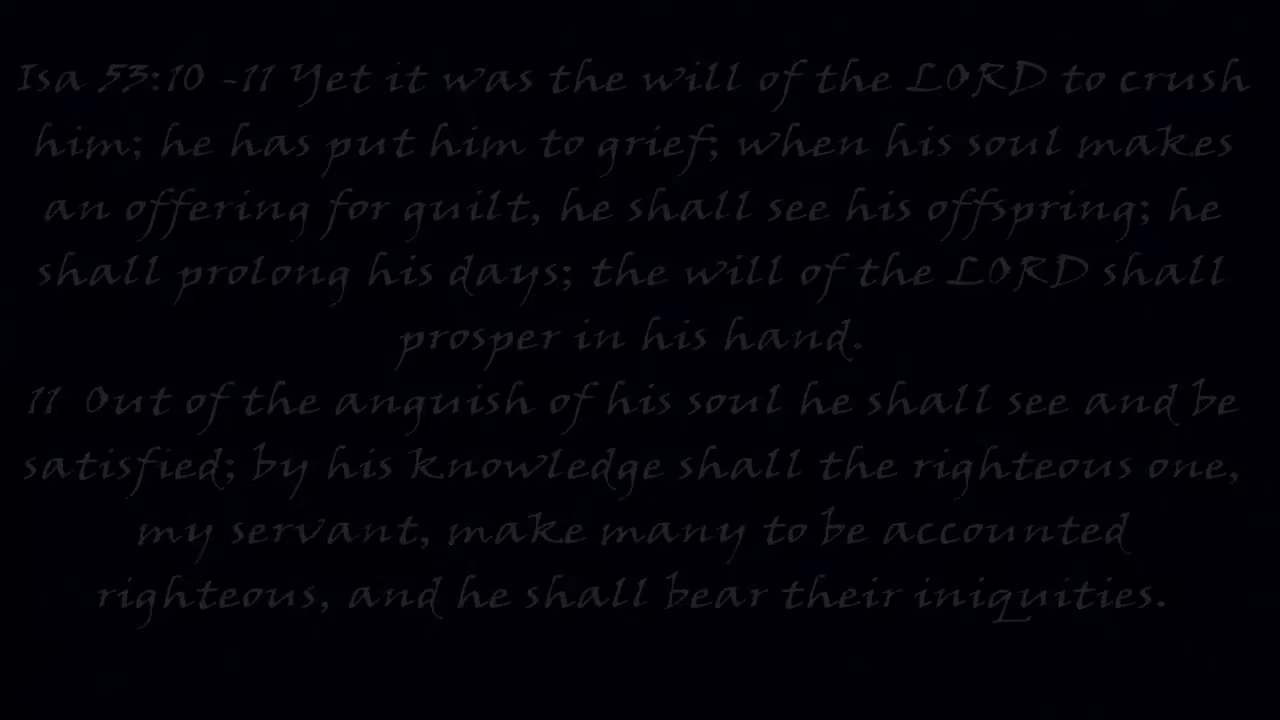 Isa 53:10 -11 Yet it was the will of the LORD to crush
him; he has put him to grief; when his soul makes
an offering for guilt, he shall see his offspring; he
shall prolong his days; the will of the LORD shall
prosper in his hand.
11 Out of the anguish of his soul he shall see and be
satisfied; by his knowledge shall the righteous one,
my servant, make many to be accounted
righteous, and he shall bear their iniquities.